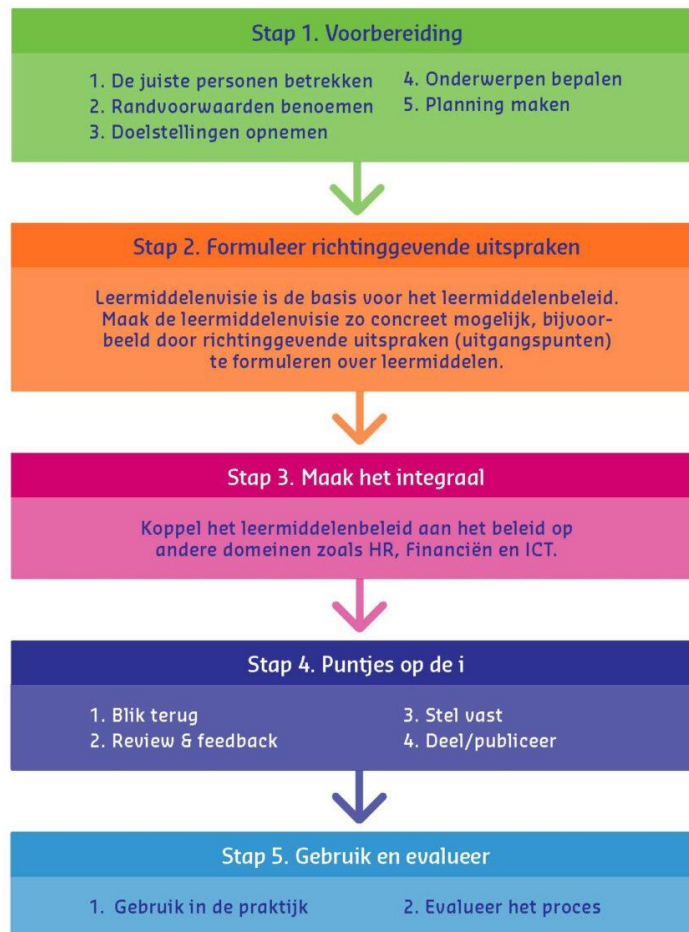 Stap 1. Voorbereiding
1. De juiste personen betrekken
2. Randvoorwaarden benoemen
3. Doelstellingen opnemen
4. Onderwerpen bepalen
5. Planning maken
Stap 2. Formuleer richtinggevende uitspraken
Leermiddelenvisie is de basis voor het leermiddelenbeleid.
Maak de leermiddelenvisie zo concreet mogelijk, bijvoor-
beeld door richtinggevende uitspraken (uitgangspunten)
te formuleren over leermiddelen.
Stap 3. Maak het integraal
Koppel het leermiddelenbeleid aan het beleid op
andere domeinen zoals HR, Financiën en ICT.
Stap 4. Puntjes op de i
1. Blik terug
2. Review & feedback
3. Stel vast
4. Deel/publiceer
Stap 5. Gebruik en evalueer
1. Gebruik in de praktijk
2. Evalueer het proces